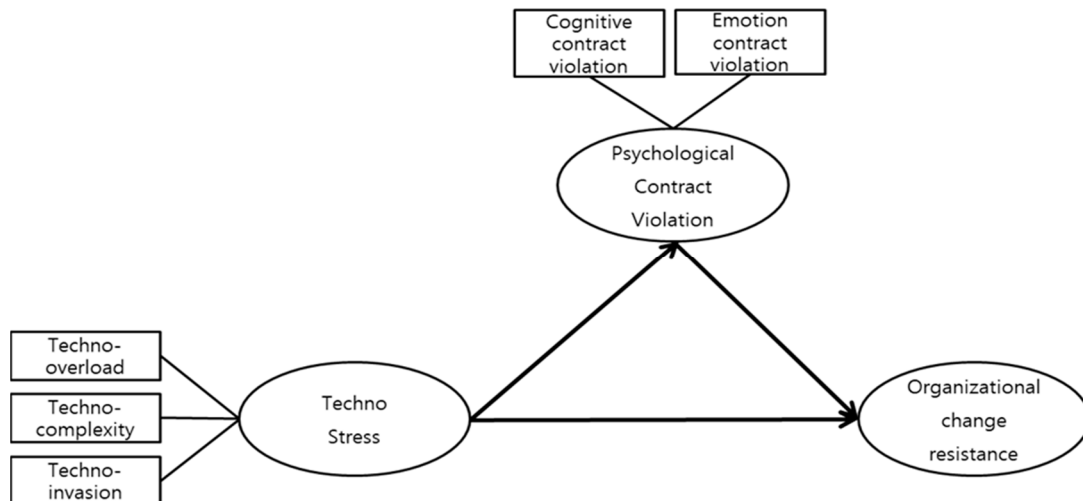 Cognitive
contract
violation
Emotion
contract
violation
Psychological
Contract
Violation
Techno-
overload
Techno-
complexity
Techno-
invasion
Techno
Stress
Organizational
change
resistance